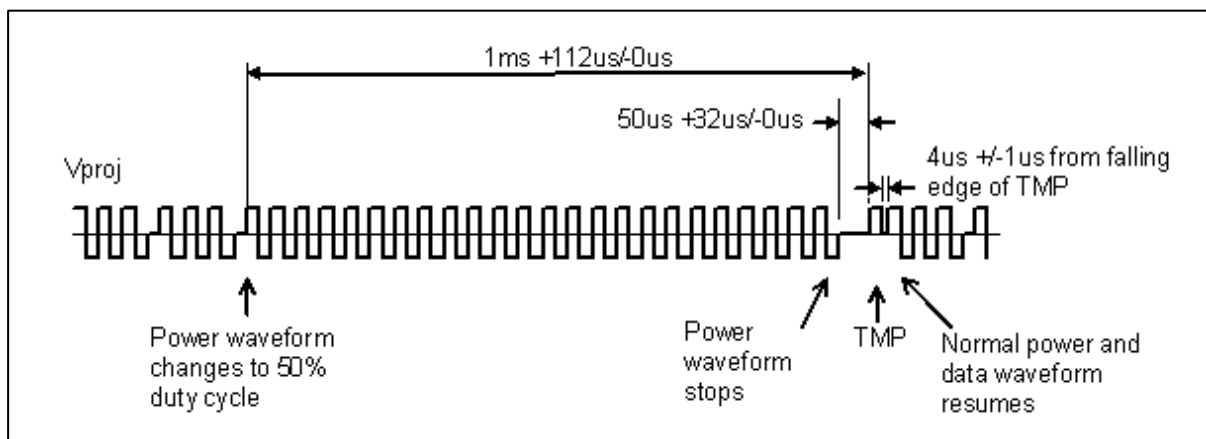 1ms +112us/-0us
50us +32us/-0us
4us +/-1us from falling
edge of TMP
Vproj
Power waveform
changes to 50%
duty cycle
Power
waveform
stops
TMP
Normal power and
data waveform
resumes